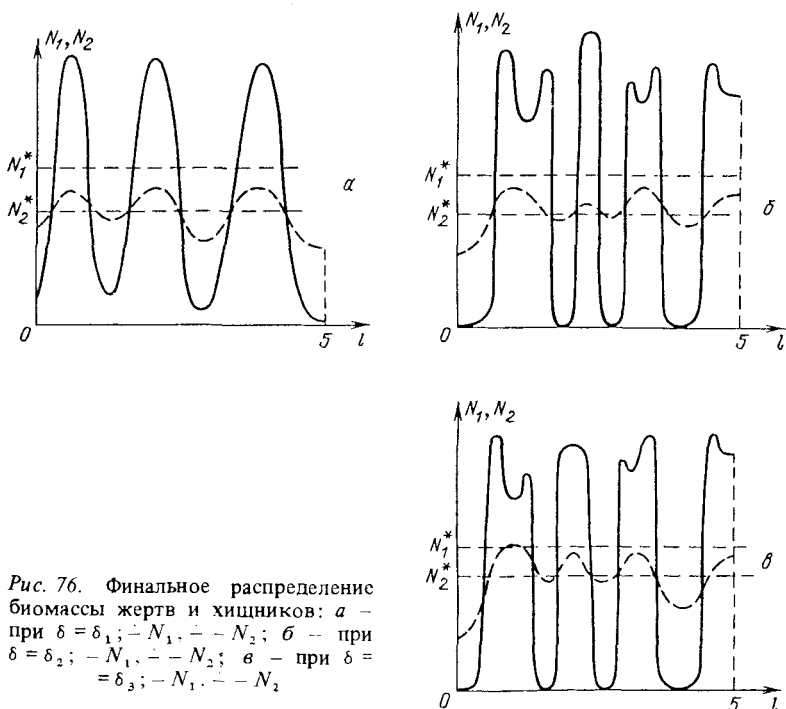 N₁, N₂
N₁*
N₂*
а
0
5
l
N₁, N₂
N₁*
N₂*
б
0
5
l
N₁, N₂
N₁*
N₂*
в
0
5
l
Рис. 76. Финальное распределение
биомассы жертв и хищников: а –
при δ = δ₁; – N₁, – – N₂; б – при
δ = δ₂; – N₁, – – N₂; в – при δ =
= δ₃; – N₁, – – N₂